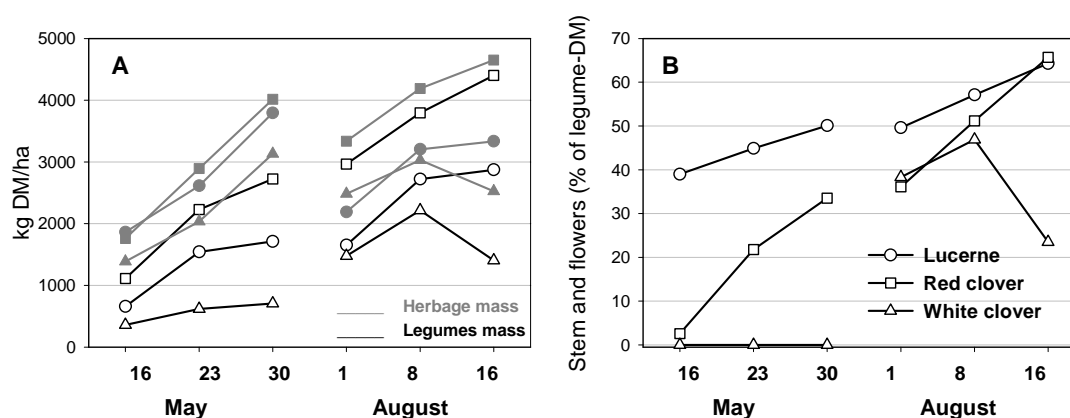 A
kg DM/ha
5000
4000
3000
2000
1000
0
Herbage mass
Legumes mass
16 23 30 1 8 16
May August
B
Stem and flowers (% of legume-DM)
70
60
50
40
30
20
10
0
Lucerne
Red clover
White clover
16 23 30 1 8 16
May August